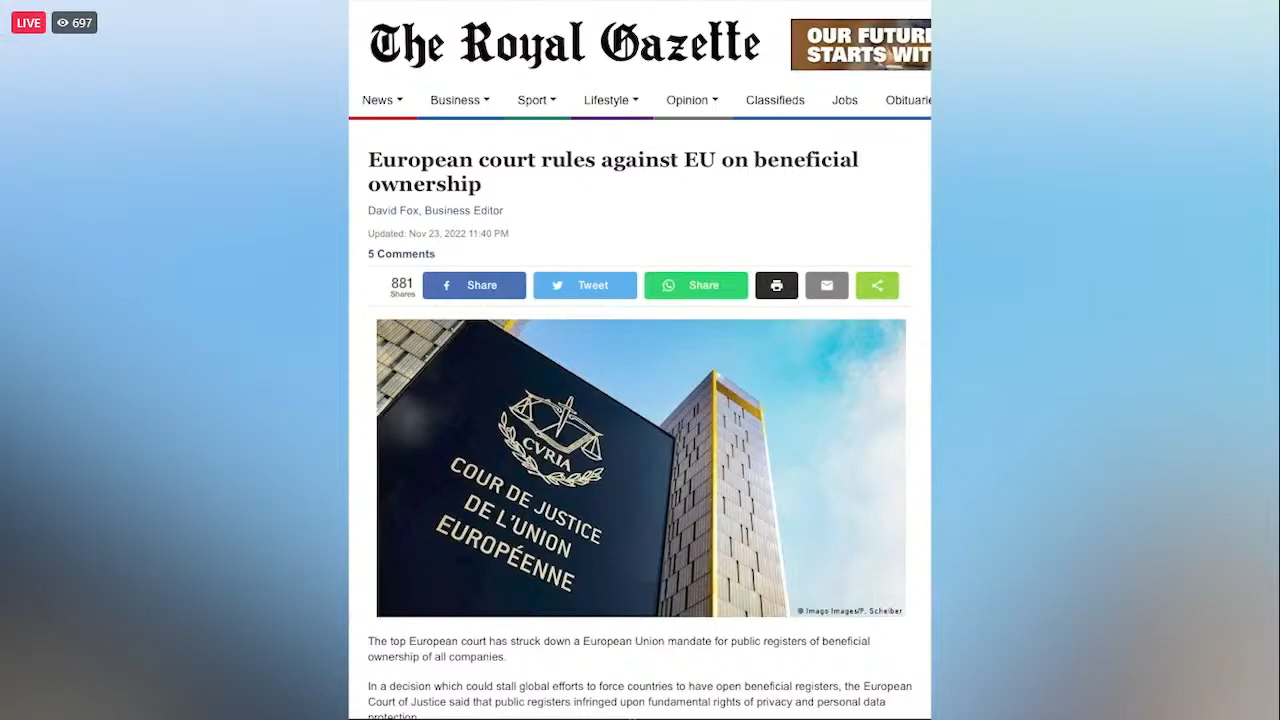 LIVE 697
The Royal Gazette
OUR FUTUR
STARTS WIT
News Business Sport Lifestyle Opinion Classifieds Jobs Obituarie
European court rules against EU on beneficial
ownership
David Fox, Business Editor
Updated: Nov 23, 2022 11:40 PM
5 Comments
881
Shares
Share Tweet Share
CVRIA
COUR DE JUSTICE
DE L'UNION
EUROPÉENNE
© Imago Images/P. Scheiber
The top European court has struck down a European Union mandate for public registers of beneficial
ownership of all companies.
In a decision which could stall global efforts to force countries to have open beneficial registers, the European
Court of Justice said that public registers infringed upon fundamental rights of privacy and personal data
protection